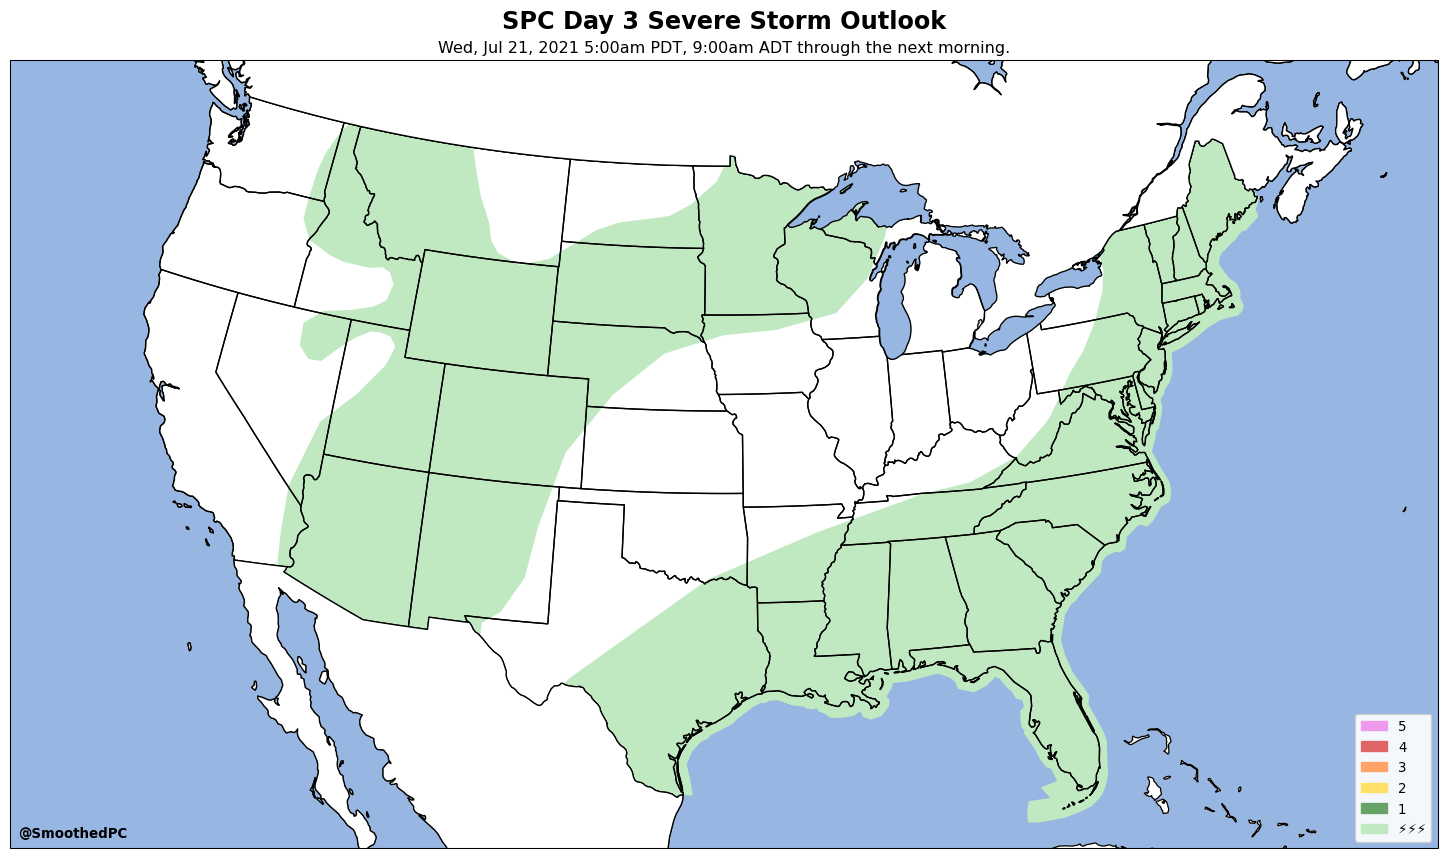 SPC Day 3 Severe Storm Outlook
Wed, Jul 21, 2021 5:00am PDT, 9:00am ADT through the next morning.
5
4
3
2
1
⚡⚡⚡
@SmoothedPC